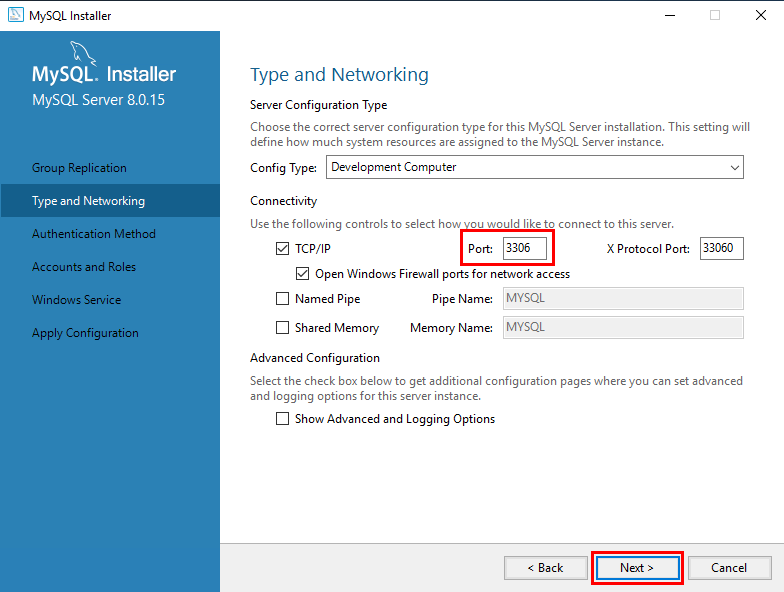 MySQL Installer
MySQL. Installer
MySQL Server 8.0.15
Group Replication
Type and Networking
Authentication Method
Accounts and Roles
Windows Service
Apply Configuration
Type and Networking
Server Configuration Type
Choose the correct server configuration type for this MySQL Server installation. This setting will
define how much system resources are assigned to the MySQL Server instance.
Config Type: Development Computer
Connectivity
Use the following controls to select how you would like to connect to this server.
TCP/IP Port: 3306 X Protocol Port: 33060
Open Windows Firewall ports for network access
Named Pipe Pipe Name: MYSQL
Shared Memory Memory Name: MYSQL
Advanced Configuration
Select the check box below to get additional configuration pages where you can set advanced
and logging options for this server instance.
Show Advanced and Logging Options
< Back Next > Cancel